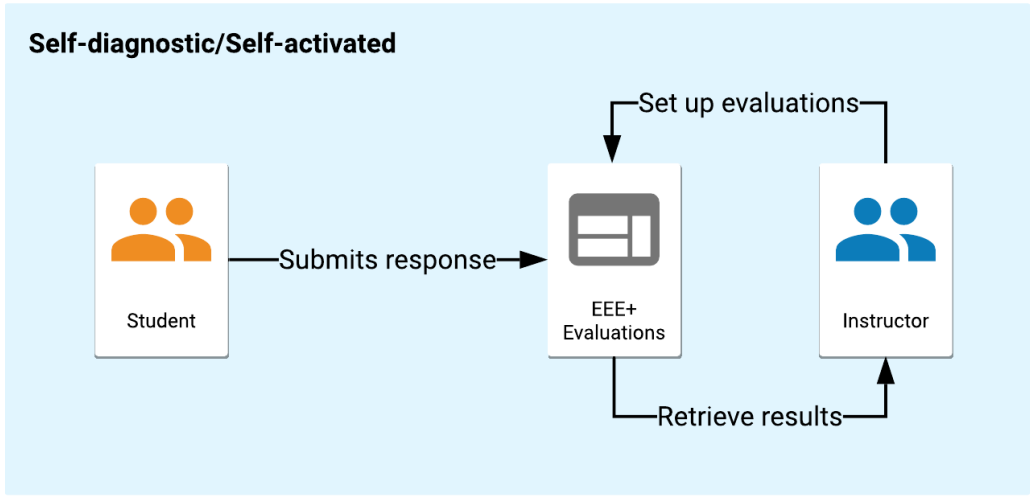 Self-diagnostic/Self-activated
Set up evaluations
Submits response
Student
EEE+
Evaluations
Instructor
Retrieve results